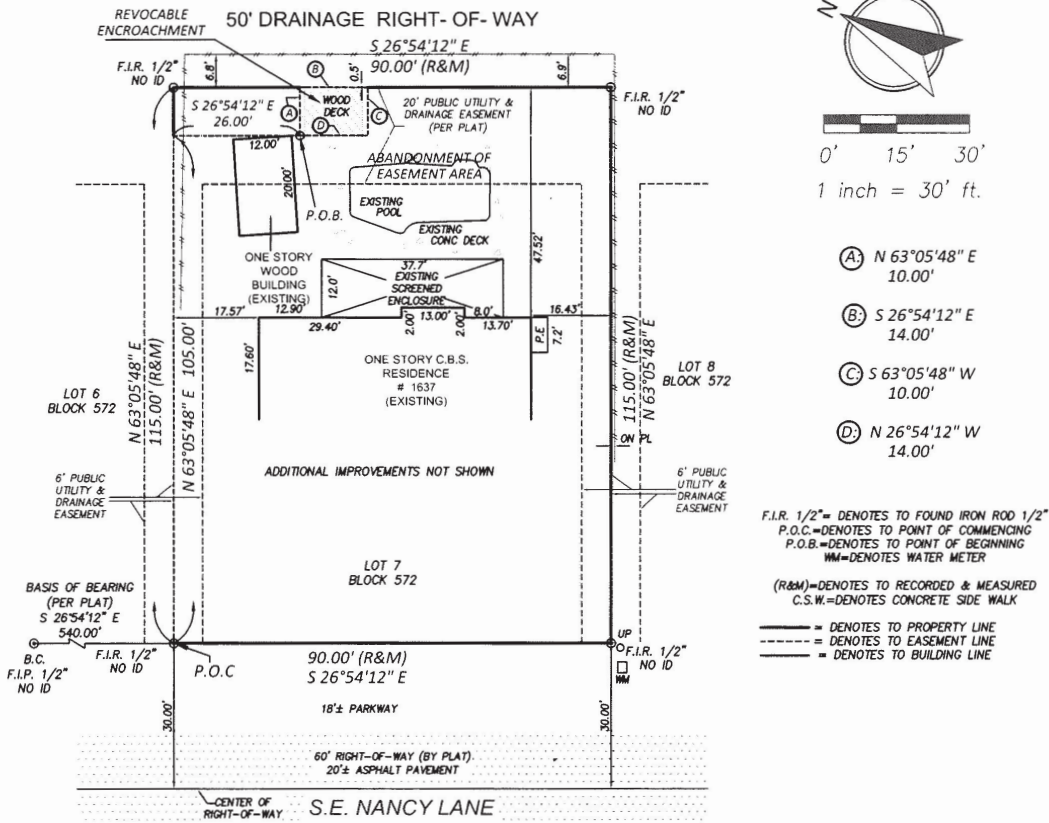 REVOCABLE
ENCROACHMENT
50' DRAINAGE RIGHT-OF-WAY
S 26°54'12" E
90.00' (R&M)
F.I.R. 1/2"
NO ID
6.8'
B
0.5'
6.9'
F.I.R. 1/2"
NO ID
S 26°54'12" E
26.00'
A
WOOD
DECK
C
D
20' PUBLIC UTILITY &
DRAINAGE EASEMENT
(PER PLAT)
12.00'
20.00'
P.O.B.
ABANDONMENT OF
EASEMENT AREA
EXISTING
POOL
EXISTING
CONC DECK
ONE STORY
WOOD
BUILDING
(EXISTING)
37.7'
EXISTING
SCREENED
ENCLOSURE
12.0'
47.52'
17.57'
12.90'
29.40'
2.00'
13.00'
2.00'
8.0'
13.70'
16.43'
P.E
7.2'
17.60'
ONE STORY C.B.S.
RESIDENCE
# 1637
(EXISTING)
LOT 6
BLOCK 572
N 63°05'48" E
115.00' (R&M)
N 63°05'48" E 105.00'
115.00' (R&M)
N 63°05'48" E
LOT 8
BLOCK 572
ON PL
ADDITIONAL IMPROVEMENTS NOT SHOWN
6' PUBLIC
UTILITY &
DRAINAGE
EASEMENT
6' PUBLIC
UTILITY &
DRAINAGE
EASEMENT
LOT 7
BLOCK 572
BASIS OF BEARING
(PER PLAT)
S 26°54'12" E
540.00'
B.C.
F.I.P. 1/2"
NO ID
F.I.R. 1/2"
NO ID
P.O.C
90.00' (R&M)
S 26°54'12" E
UP
F.I.R. 1/2"
NO ID
WM
30.00'
18'± PARKWAY
30.00'
60' RIGHT-OF-WAY (BY PLAT)
20'± ASPHALT PAVEMENT
CENTER OF
RIGHT-OF-WAY
S.E. NANCY LANE
N
0' 15' 30'
1 inch = 30' ft.
A: N 63°05'48" E
10.00'
B: S 26°54'12" E
14.00'
C: S 63°05'48" W
10.00'
D: N 26°54'12" W
14.00'
F.I.R. 1/2"= DENOTES TO FOUND IRON ROD 1/2"
P.O.C.=DENOTES TO POINT OF COMMENCING
P.O.B.=DENOTES TO POINT OF BEGINNING
WM=DENOTES WATER METER
(R&M)=DENOTES TO RECORDED & MEASURED
C.S.W.=DENOTES CONCRETE SIDE WALK
= DENOTES TO PROPERTY LINE
= DENOTES TO EASEMENT LINE
= DENOTES TO BUILDING LINE